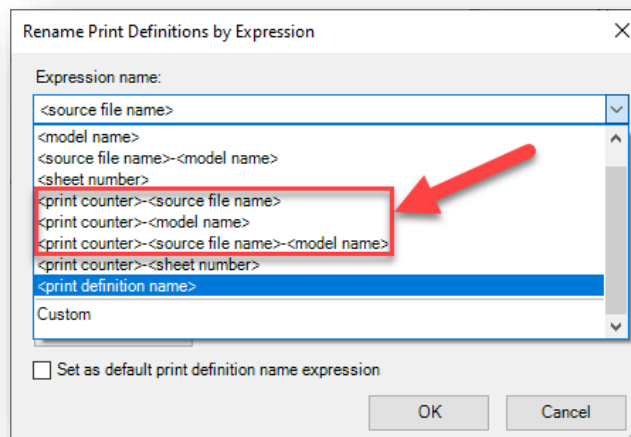 Rename Print Definitions by Expression
Expression name:
<source file name>
<model name>
<source file name>-<model name>
<sheet number>
<print counter>-<source file name>
<print counter>-<model name>
<print counter>-<source file name>-<model name>
<print counter>-<sheet number>
<print definition name>
Custom
Set as default print definition name expression
OK
Cancel